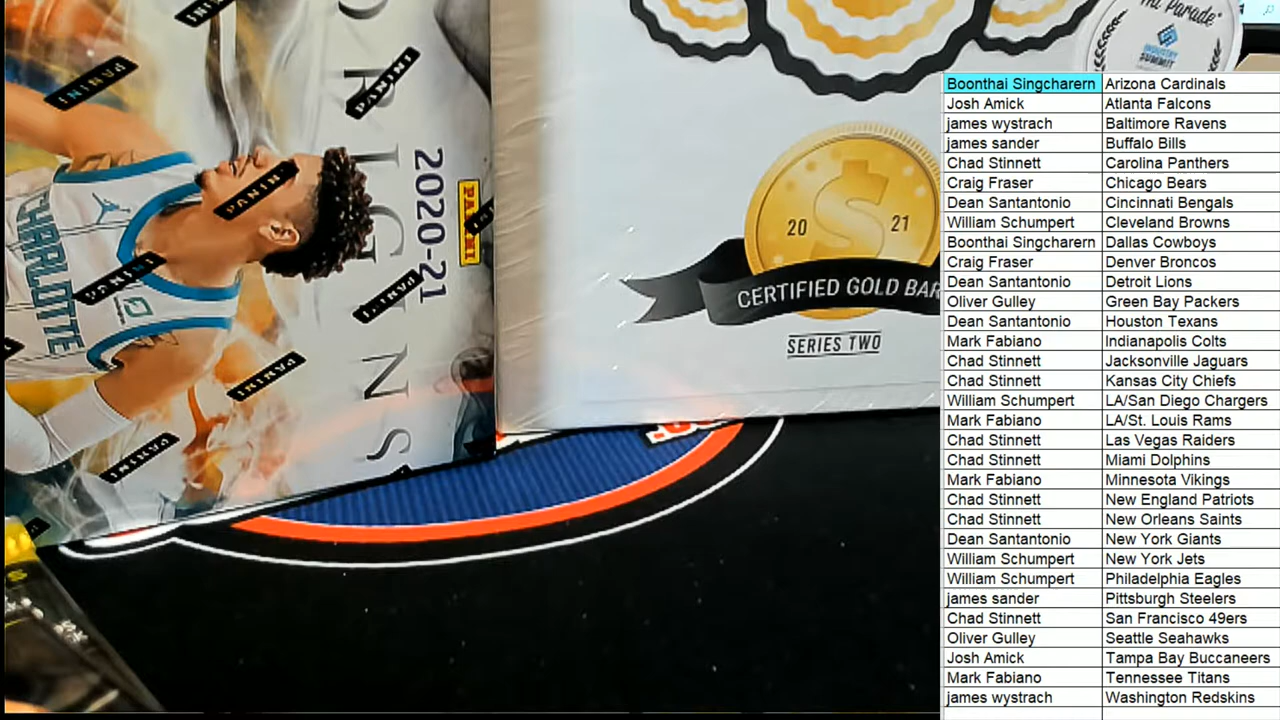 PANINI
PANINI
PANINI
PANINI
PANINI
PANINI
PANINI
ORIGINS
2020-21
PANINI
CHARLOTTE
20 21
CERTIFIED GOLD BAR
SERIES TWO
Parade
INDUSTRY
SUMMIT
Boonthai Singcharern Arizona Cardinals
Josh Amick Atlanta Falcons
james wystrach Baltimore Ravens
james sander Buffalo Bills
Chad Stinnett Carolina Panthers
Craig Fraser Chicago Bears
Dean Santantonio Cincinnati Bengals
William Schumpert Cleveland Browns
Boonthai Singcharern Dallas Cowboys
Craig Fraser Denver Broncos
Dean Santantonio Detroit Lions
Oliver Gulley Green Bay Packers
Dean Santantonio Houston Texans
Mark Fabiano Indianapolis Colts
Chad Stinnett Jacksonville Jaguars
Chad Stinnett Kansas City Chiefs
William Schumpert LA/San Diego Chargers
Mark Fabiano LA/St. Louis Rams
Chad Stinnett Las Vegas Raiders
Chad Stinnett Miami Dolphins
Mark Fabiano Minnesota Vikings
Chad Stinnett New England Patriots
Chad Stinnett New Orleans Saints
Dean Santantonio New York Giants
William Schumpert New York Jets
William Schumpert Philadelphia Eagles
james sander Pittsburgh Steelers
Chad Stinnett San Francisco 49ers
Oliver Gulley Seattle Seahawks
Josh Amick Tampa Bay Buccaneers
Mark Fabiano Tennessee Titans
james wystrach Washington Redskins